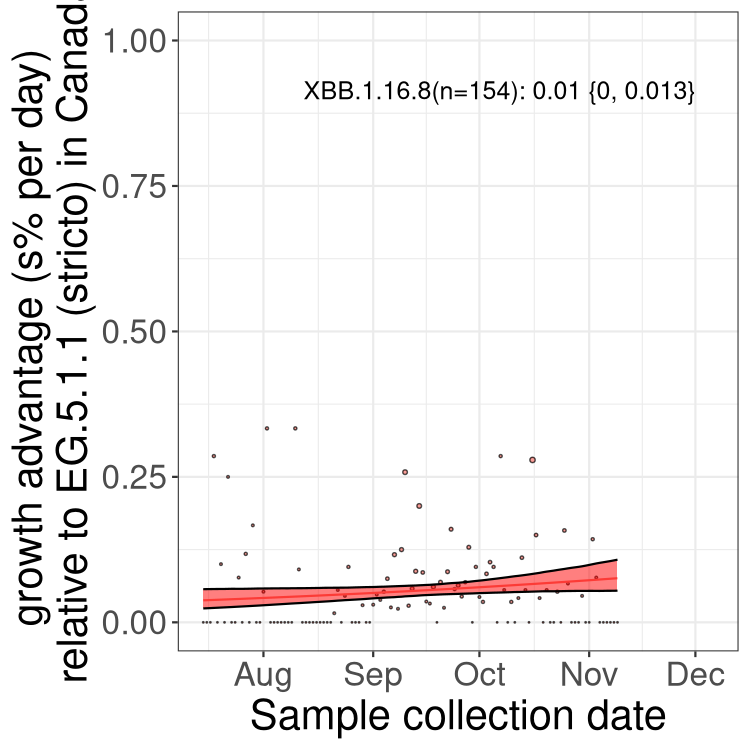 growth advantage (s% per day)
relative to EG.5.1.1 (stricto) in Canada
1.00
0.75
0.50
0.25
0.00
XBB.1.16.8(n=154): 0.01 {0, 0.013}
Aug Sep Oct Nov Dec
Sample collection date